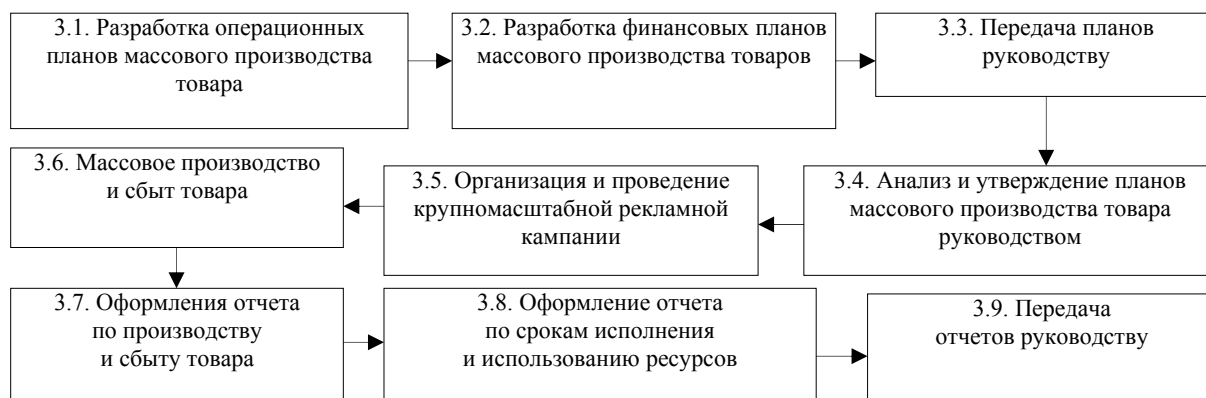 3.1. Разработка операционных
планов массового производства
товара
3.2. Разработка финансовых планов
массового производства товаров
3.3. Передача планов
руководству
3.4. Анализ и утверждение планов
массового производства товара
руководством
3.5. Организация и проведение
крупномасштабной рекламной
кампании
3.6. Массовое производство
и сбыт товара
3.7. Оформления отчета
по производству
и сбыту товара
3.8. Оформление отчета
по срокам исполнения
и использованию ресурсов
3.9. Передача
отчетов руководству